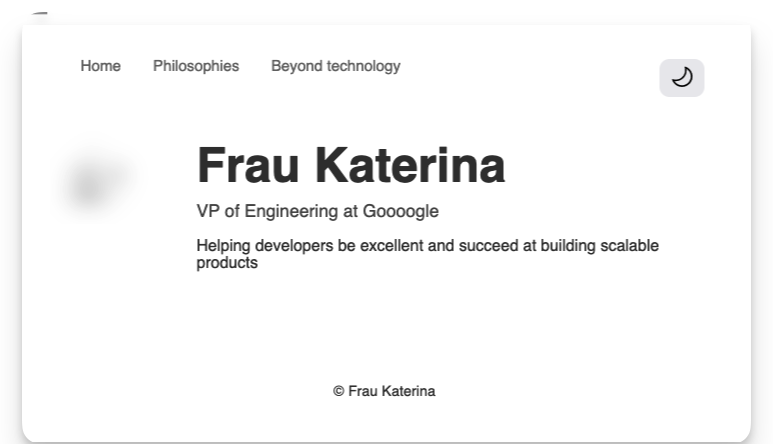 Home Philosophies Beyond technology
Frau Katerina
VP of Engineering at Goooogle
Helping developers be excellent and succeed at building scalable
products
© Frau Katerina